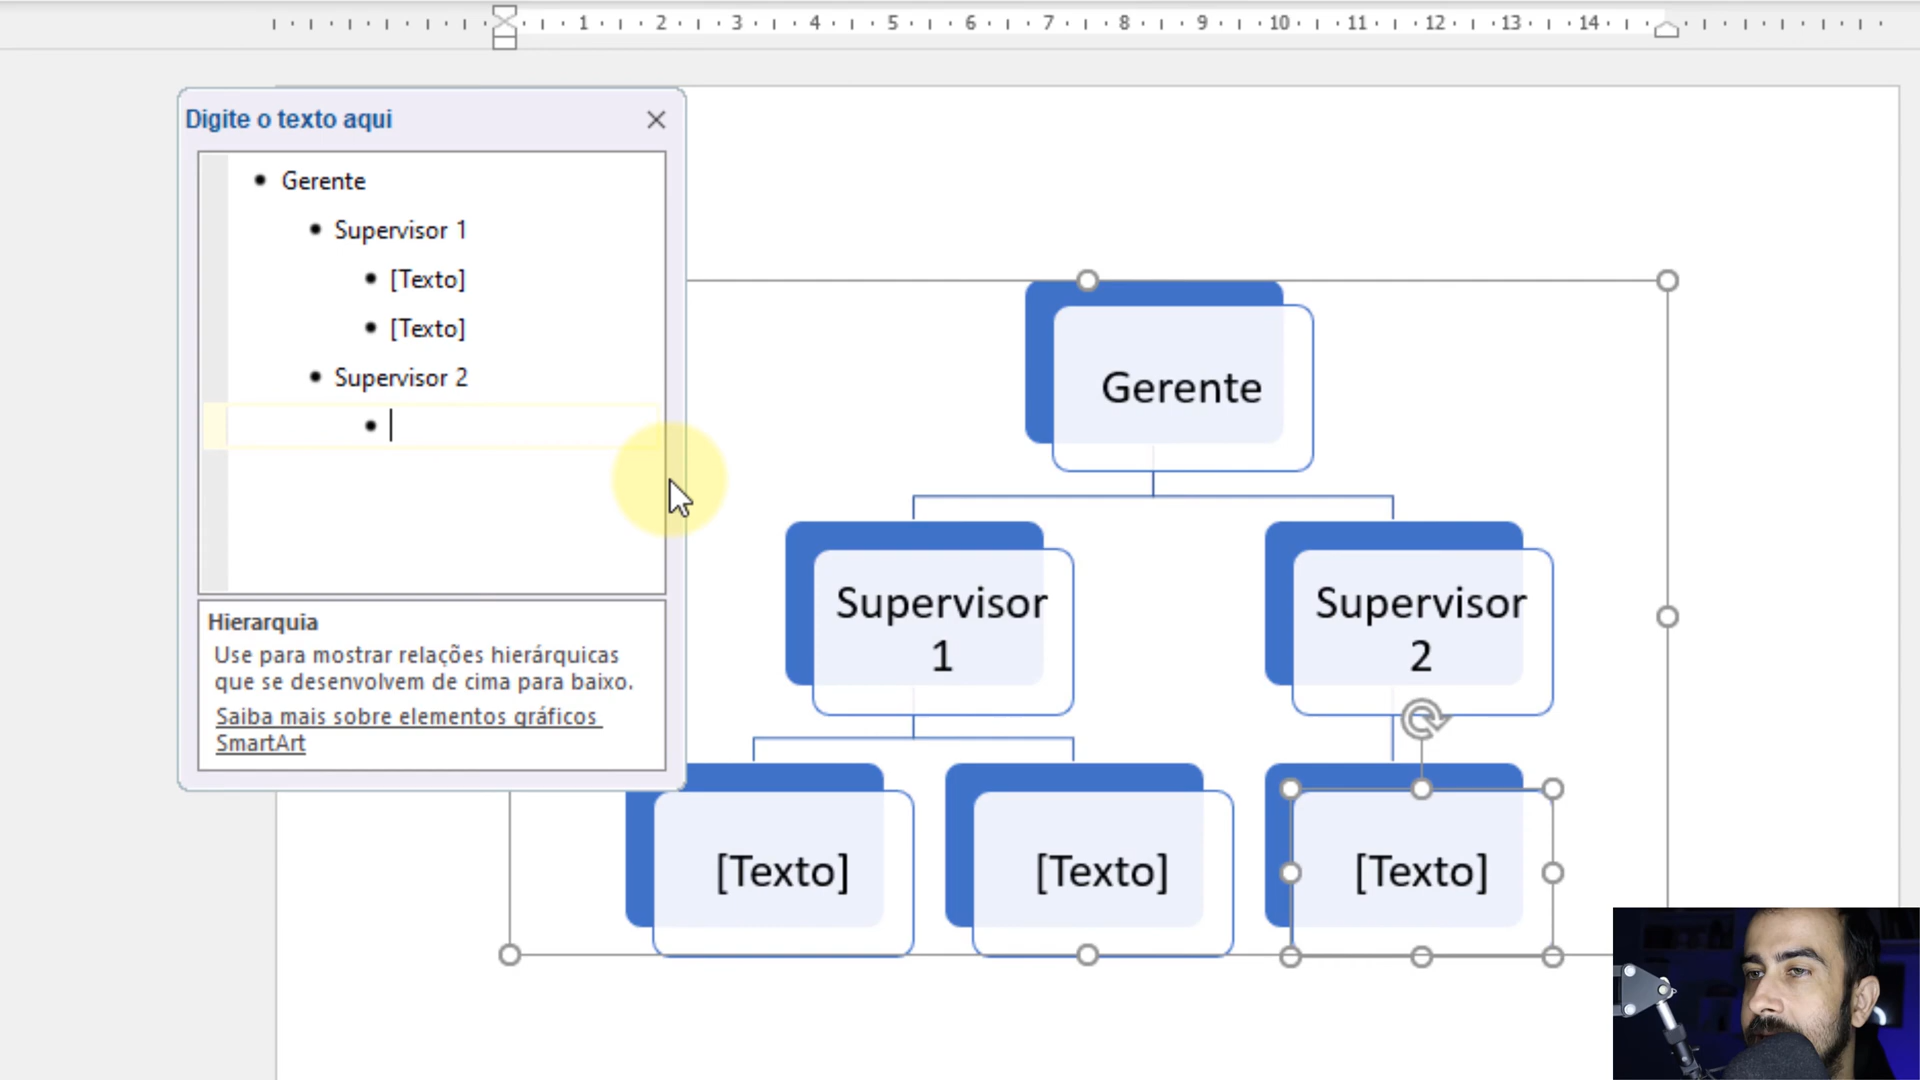 1 2 3 4 5 6 7 8 9 10 11 12 13 14
Digite o texto aqui
Gerente
Supervisor 1
[Texto]
[Texto]
Supervisor 2
Hierarquia
Use para mostrar relações hierárquicas
que se desenvolvem de cima para baixo.
Saiba mais sobre elementos gráficos
SmartArt
Gerente
Supervisor
1
Supervisor
2
[Texto]
[Texto]
[Texto]